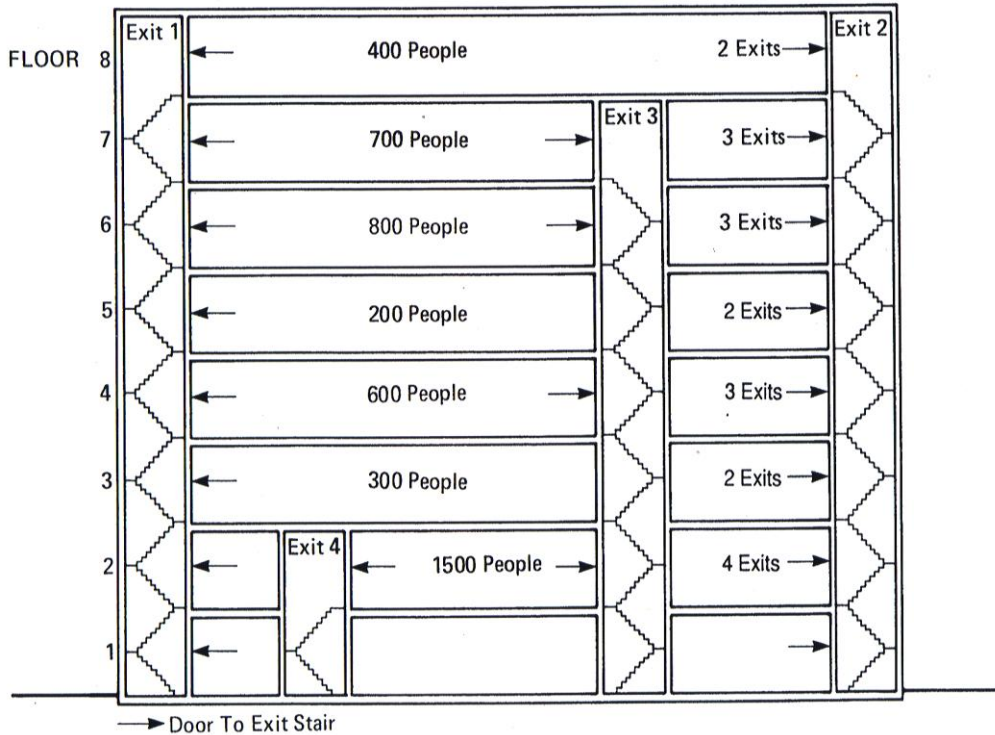 Exit 1
Exit 2
FLOOR 8
400 People
2 Exits
Exit 3
7
700 People
3 Exits
6
800 People
3 Exits
5
200 People
2 Exits
4
600 People
3 Exits
3
300 People
2 Exits
Exit 4
2
1500 People
4 Exits
1
Door To Exit Stair